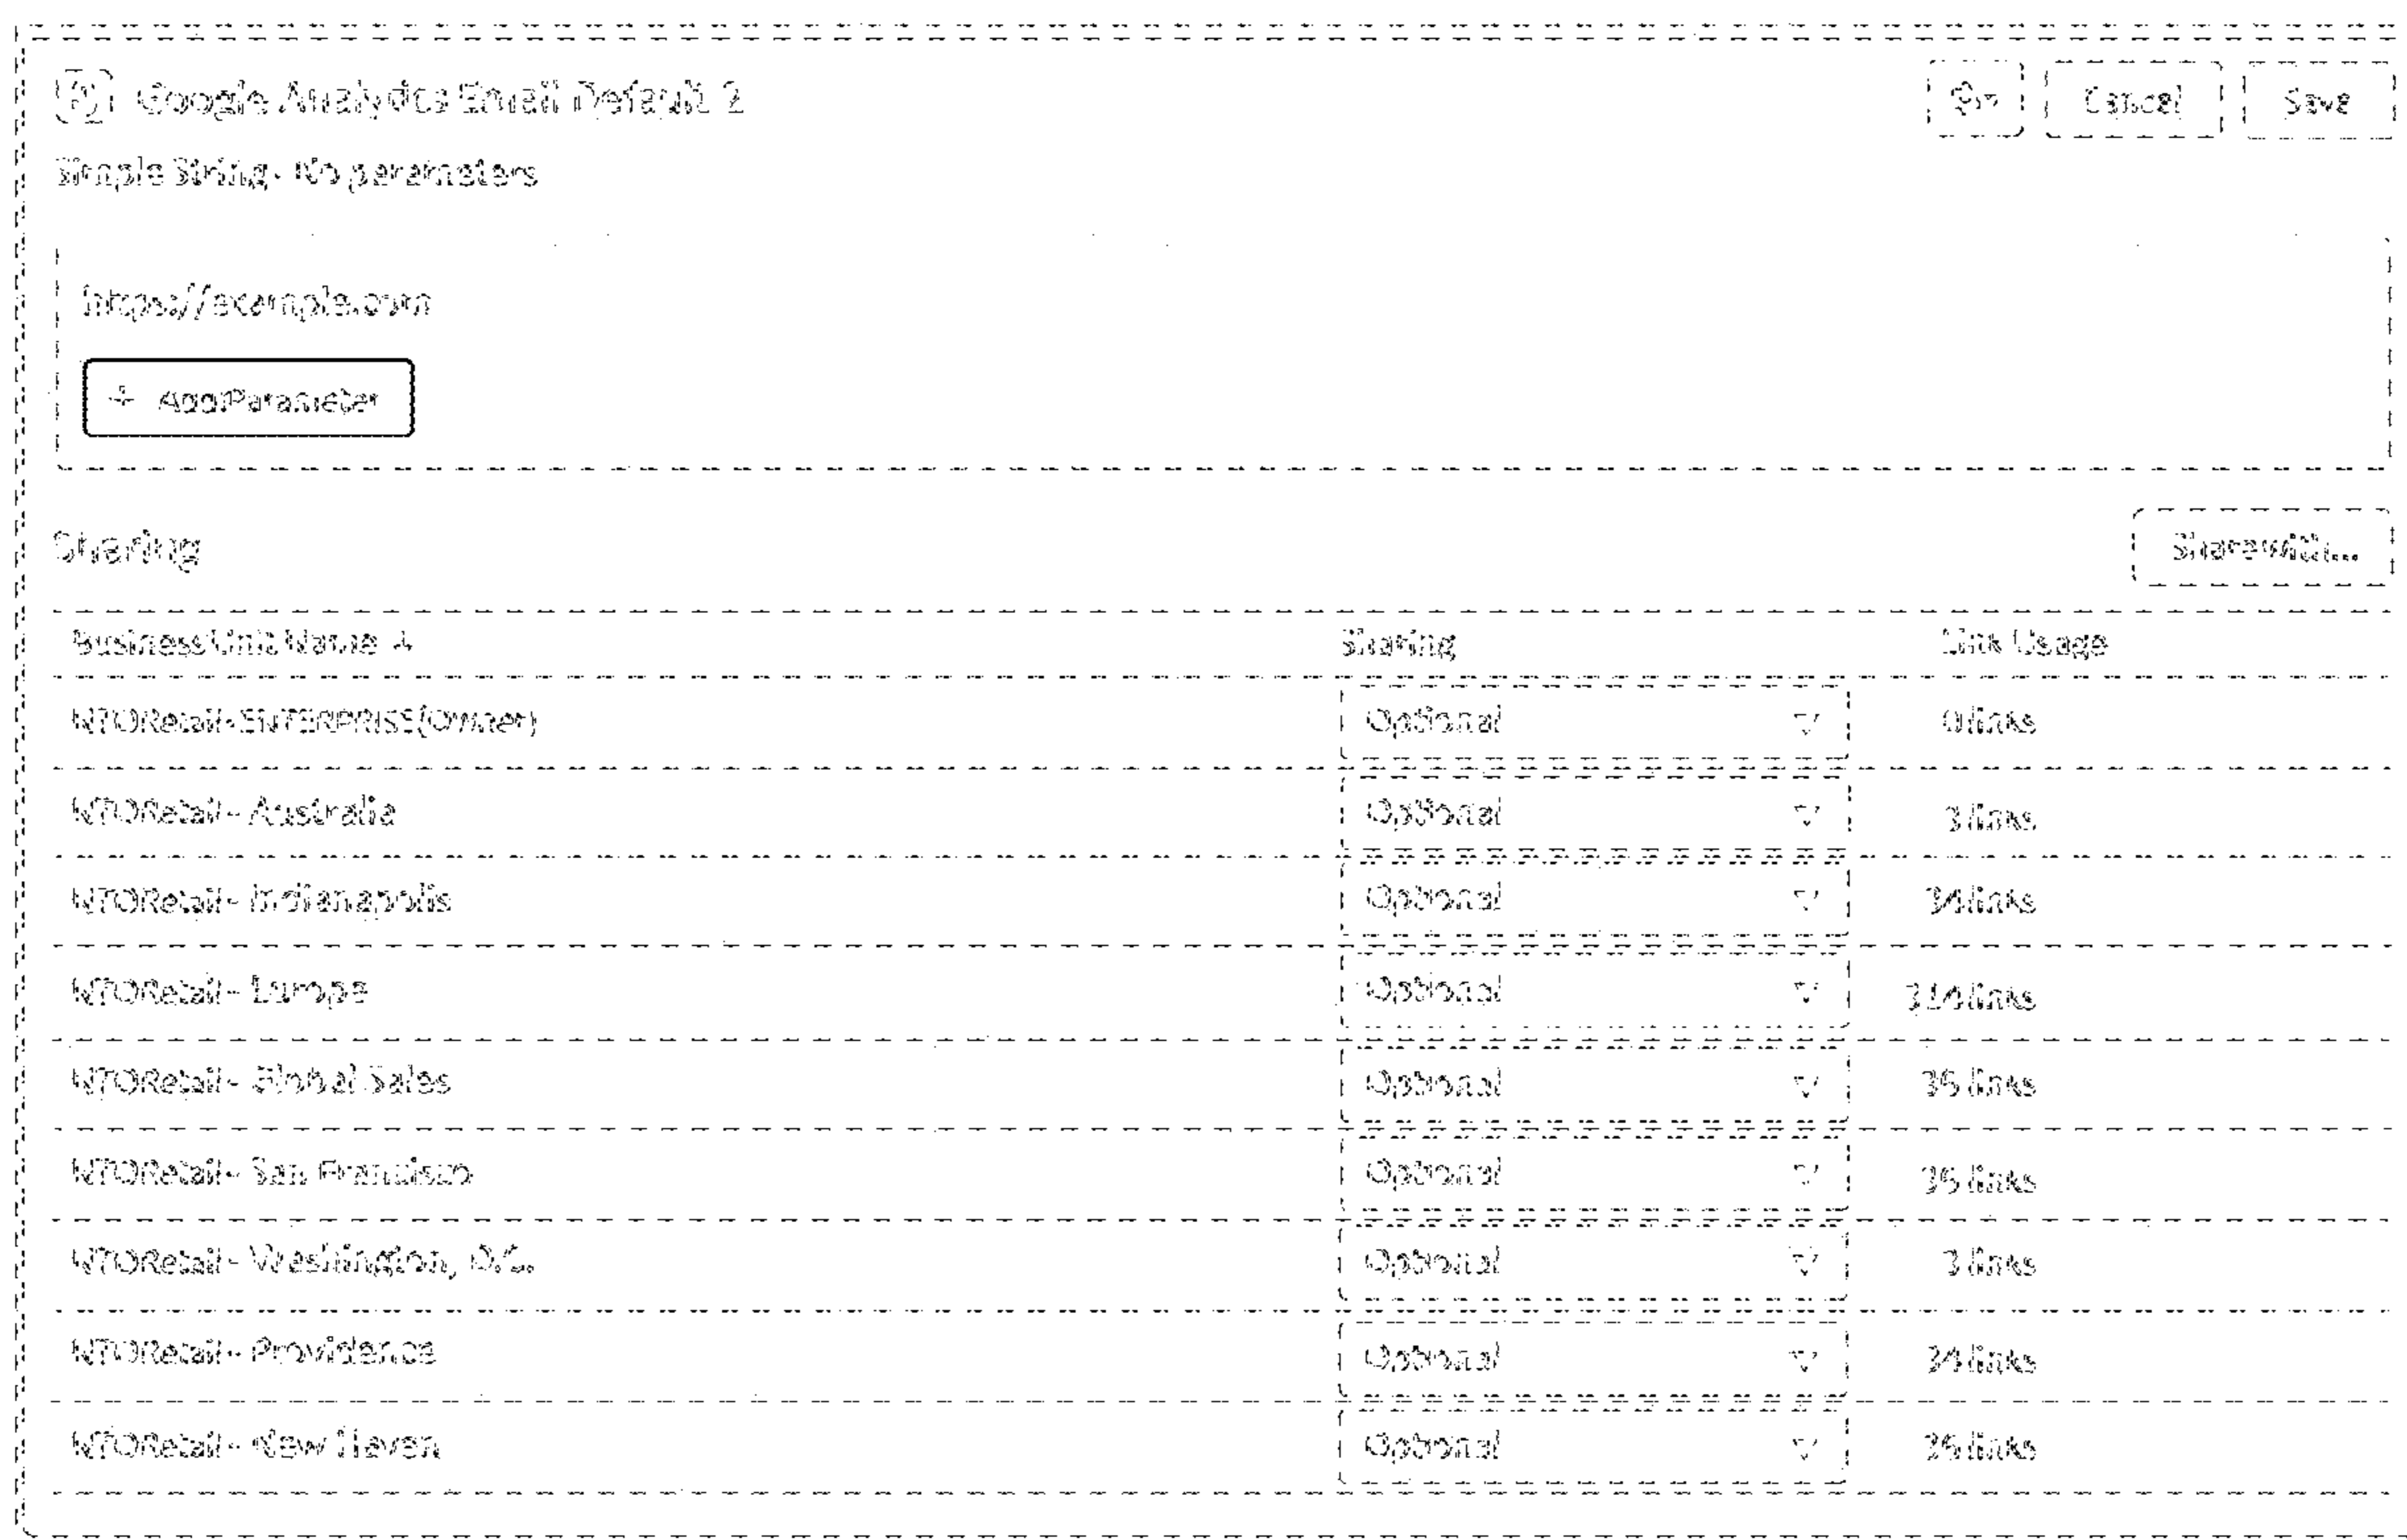 Google Analytics Email Default 2
Cancel
Save
Simple String - No parameters
https://example.com
+ Add Parameter
Sharing
Share with...
Business Unit Name ↓ Sharing Link Usage
NTO Retail - ENTERPRISE (Owner) Optional ▽ 0 links
NTO Retail - Australia Optional ▽ 3 links
NTO Retail - Indianapolis Optional ▽ 34 links
NTO Retail - Europe Optional ▽ 314 links
NTO Retail - Global Sales Optional ▽ links
NTO Retail - San Francisco Optional ▽ links
NTO Retail - Washington, D.C. Optional ▽ 3 links
NTO Retail - Providence Optional ▽ 34 links
NTO Retail - New Haven Optional ▽ links